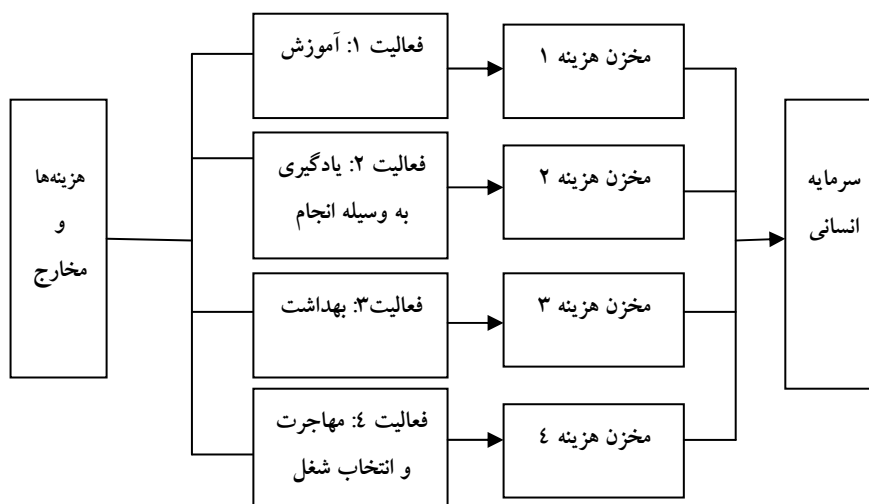 فعالیت ۱: آموزش
مخزن هزینه ۱
هزینه‌ها
و
مخارج
فعالیت ۲: یادگیری
به وسیله انجام
مخزن هزینه ۲
سرمایه
انسانی
فعالیت۳: بهداشت
مخزن هزینه ۳
فعالیت ٤: مهاجرت
و انتخاب شغل
مخزن هزینه ٤